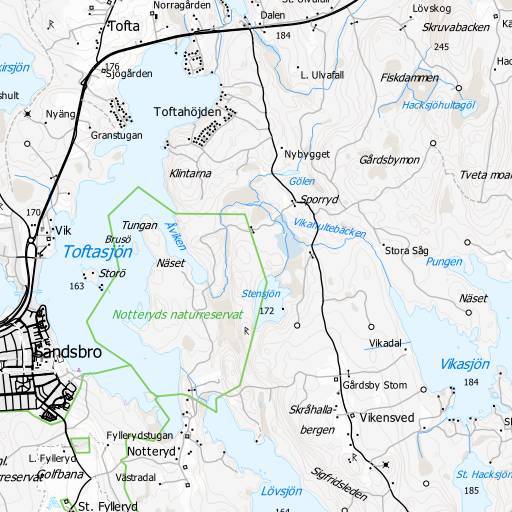 Norragården
St. Ulvafall
Lövskog
Dalen
Tofta
184
Skruvabacken
245
176
Sjögården
L. Ulvafall
Fiskdammen
Hacksjöhultagöl
Nyäng
Toftahöjden
Granstugan
Nybygget
Gårdsbymon
Klintarna
Gölen
Tveta
Sporryd
170
Vik
Tungan
Åviken
Vikahultebäcken
Brusö
Toftasjön
Stora Såg
Näset
Storö
Pungen
163
Stensjön
Näset
Notteryds naturreservat
172
Vikadal
Sandsbro
Vikasjön
Gårdsby Stom
184
Skråhalla-
bergen
Vikensved
Fyllerydstugan
Notteryd
L. Fylleryd
Golfbana
Västradal
Sigfridsleden
St. Hacksjön
Lövsjön
185
St. Fylleryd
164